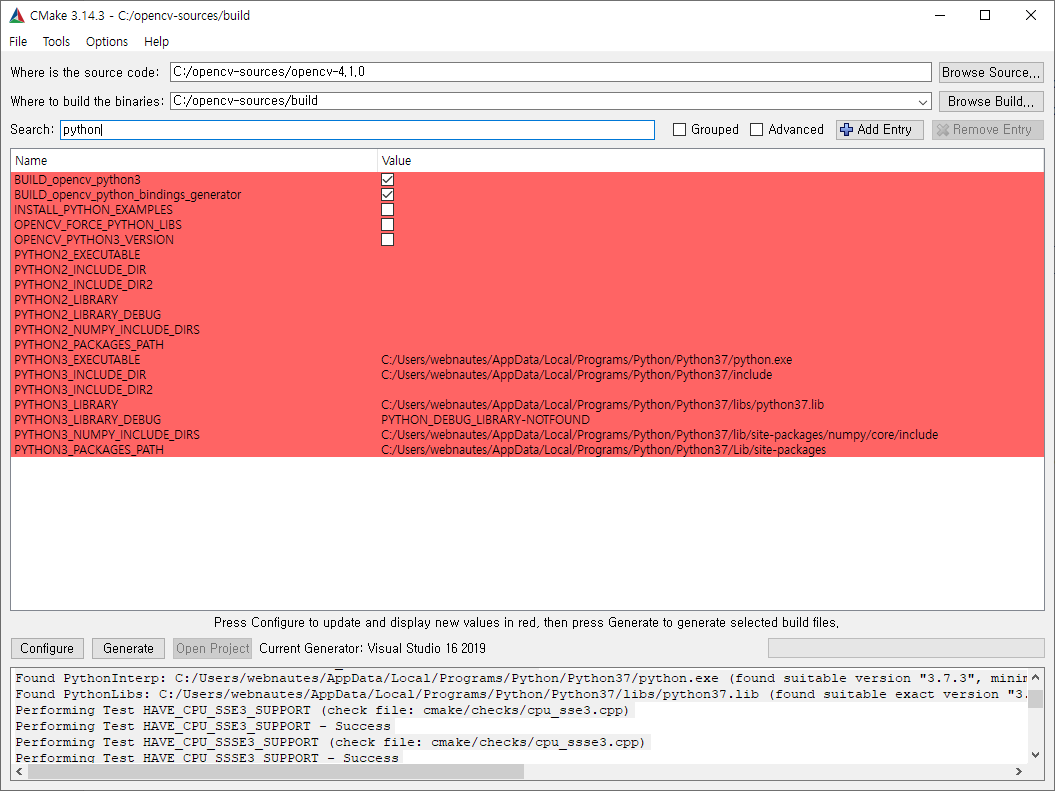 CMake 3.14.3 - C:/opencv-sources/build
File Tools Options Help
Where is the source code: C:/opencv-sources/opencv-4.1.0 Browse Source...
Where to build the binaries: C:/opencv-sources/build Browse Build...
Search: python Grouped Advanced Add Entry Remove Entry
Name Value
BUILD_opencv_python3
BUILD_opencv_python_bindings_generator
INSTALL_PYTHON_EXAMPLES
OPENCV_FORCE_PYTHON_LIBS
OPENCV_PYTHON3_VERSION
PYTHON2_EXECUTABLE
PYTHON2_INCLUDE_DIR
PYTHON2_INCLUDE_DIR2
PYTHON2_LIBRARY
PYTHON2_LIBRARY_DEBUG
PYTHON2_NUMPY_INCLUDE_DIRS
PYTHON2_PACKAGES_PATH
PYTHON3_EXECUTABLE C:/Users/webnautes/AppData/Local/Programs/Python/Python37/python.exe
PYTHON3_INCLUDE_DIR C:/Users/webnautes/AppData/Local/Programs/Python/Python37/include
PYTHON3_INCLUDE_DIR2
PYTHON3_LIBRARY C:/Users/webnautes/AppData/Local/Programs/Python/Python37/libs/python37.lib
PYTHON3_LIBRARY_DEBUG PYTHON_DEBUG_LIBRARY-NOTFOUND
PYTHON3_NUMPY_INCLUDE_DIRS C:/Users/webnautes/AppData/Local/Programs/Python/Python37/lib/site-packages/numpy/core/include
PYTHON3_PACKAGES_PATH C:/Users/webnautes/AppData/Local/Programs/Python/Python37/Lib/site-packages
Press Configure to update and display new values in red, then press Generate to generate selected build files.
Configure Generate Open Project Current Generator: Visual Studio 16 2019
Found PythonInterp: C:/Users/webnautes/AppData/Local/Programs/Python/Python37/python.exe (found suitable version "3.7.3", minim
Found PythonLibs: C:/Users/webnautes/AppData/Local/Programs/Python/Python37/libs/python37.lib (found suitable exact version "3.
Performing Test HAVE_CPU_SSE3_SUPPORT (check file: cmake/checks/cpu_sse3.cpp)
Performing Test HAVE_CPU_SSE3_SUPPORT - Success
Performing Test HAVE_CPU_SSSE3_SUPPORT (check file: cmake/checks/cpu_ssse3.cpp)
Performing Test HAVE_CPU_SSSE3_SUPPORT - Success